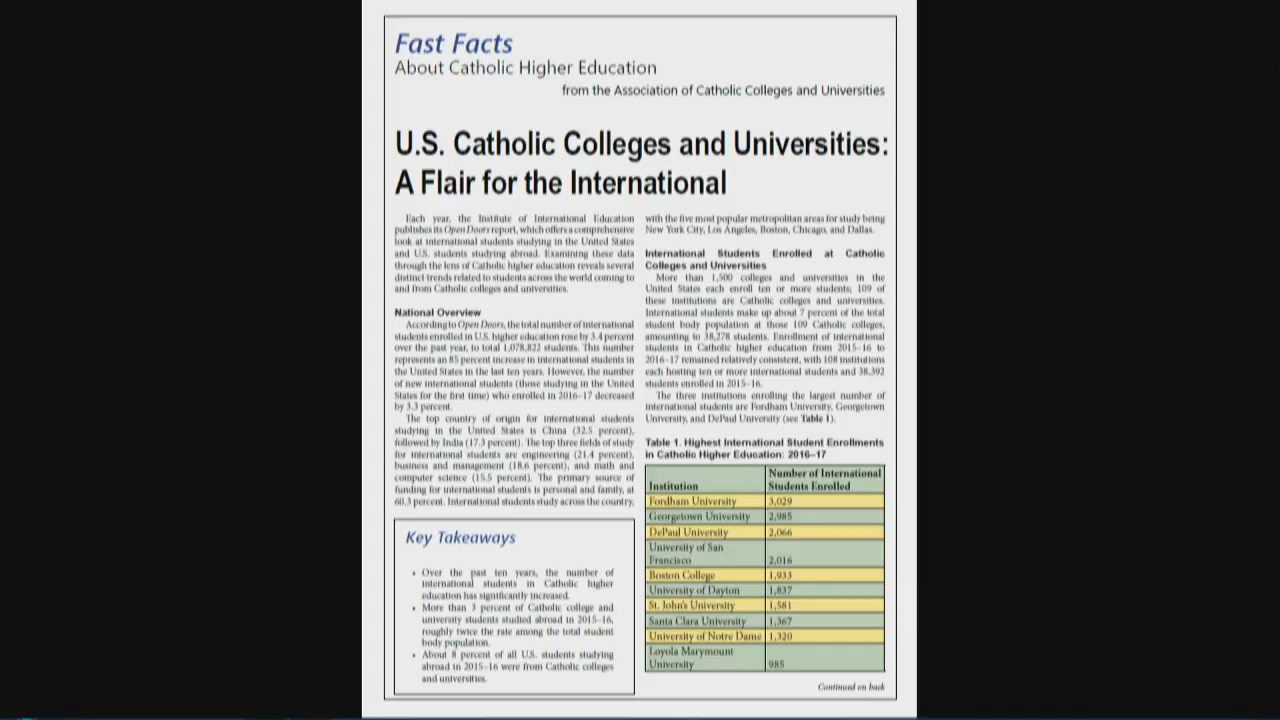 Fast Facts
About Catholic Higher Education
from the Association of Catholic Colleges and Universities
U.S. Catholic Colleges and Universities:
A Flair for the International
Each year, the Institute of International Education
publishes its Open Doors report, which offers a comprehensive
look at international students studying in the United States
and U.S. students studying abroad. Examining these data
through the lens of Catholic higher education reveals several
distinct trends related to students across the world coming to
and from Catholic colleges and universities.
National Overview
According to Open Doors, the total number of international
students enrolled in U.S. higher education rose by 3.4 percent
over the past year, to total 1,078,822 students. This number
represents an 85 percent increase in international students in
the United States in the last ten years. However, the number
of new international students (those studying in the United
States for the first time) who enrolled in 2016–17 decreased
by 3.3 percent.
The top country of origin for international students
studying in the United States is China (32.5 percent),
followed by India (17.3 percent). The top three fields of study
for international students are engineering (21.4 percent),
business and management (18.6 percent), and math and
computer science (15.5 percent). The primary source of
funding for international students is personal and family, at
60.3 percent. International students study across the country,
Key Takeaways
• Over the past ten years, the number of
international students in Catholic higher
education has significantly increased.
• More than 3 percent of Catholic college and
university students studied abroad in 2015–16,
roughly twice the rate among the total student
body population.
• About 8 percent of all U.S. students studying
abroad in 2015–16 were from Catholic colleges
and universities.
with the five most popular metropolitan areas for study being
New York City, Los Angeles, Boston, Chicago, and Dallas.
International Students Enrolled at Catholic
Colleges and Universities
More than 1,500 colleges and universities in the
United States each enroll ten or more students; 109 of
these institutions are Catholic colleges and universities.
International students make up about 7 percent of the total
student body population at those 109 Catholic colleges,
amounting to 38,278 students. Enrollment of international
students in Catholic higher education from 2015–16 to
2016–17 remained relatively consistent, with 108 institutions
each hosting ten or more international students and 38,392
students enrolled in 2015–16.
The three institutions enrolling the largest number of
international students are Fordham University, Georgetown
University, and DePaul University (see Table 1).
Table 1. Highest International Student Enrollments
in Catholic Higher Education: 2016–17
Institution Number of International Students Enrolled
Fordham University 3,029
Georgetown University 2,985
DePaul University 2,066
University of San
Francisco 2,016
Boston College 1,933
University of Dayton 1,837
St. John's University 1,581
Santa Clara University 1,367
University of Notre Dame 1,320
Loyola Marymount
University 985
Continued on back